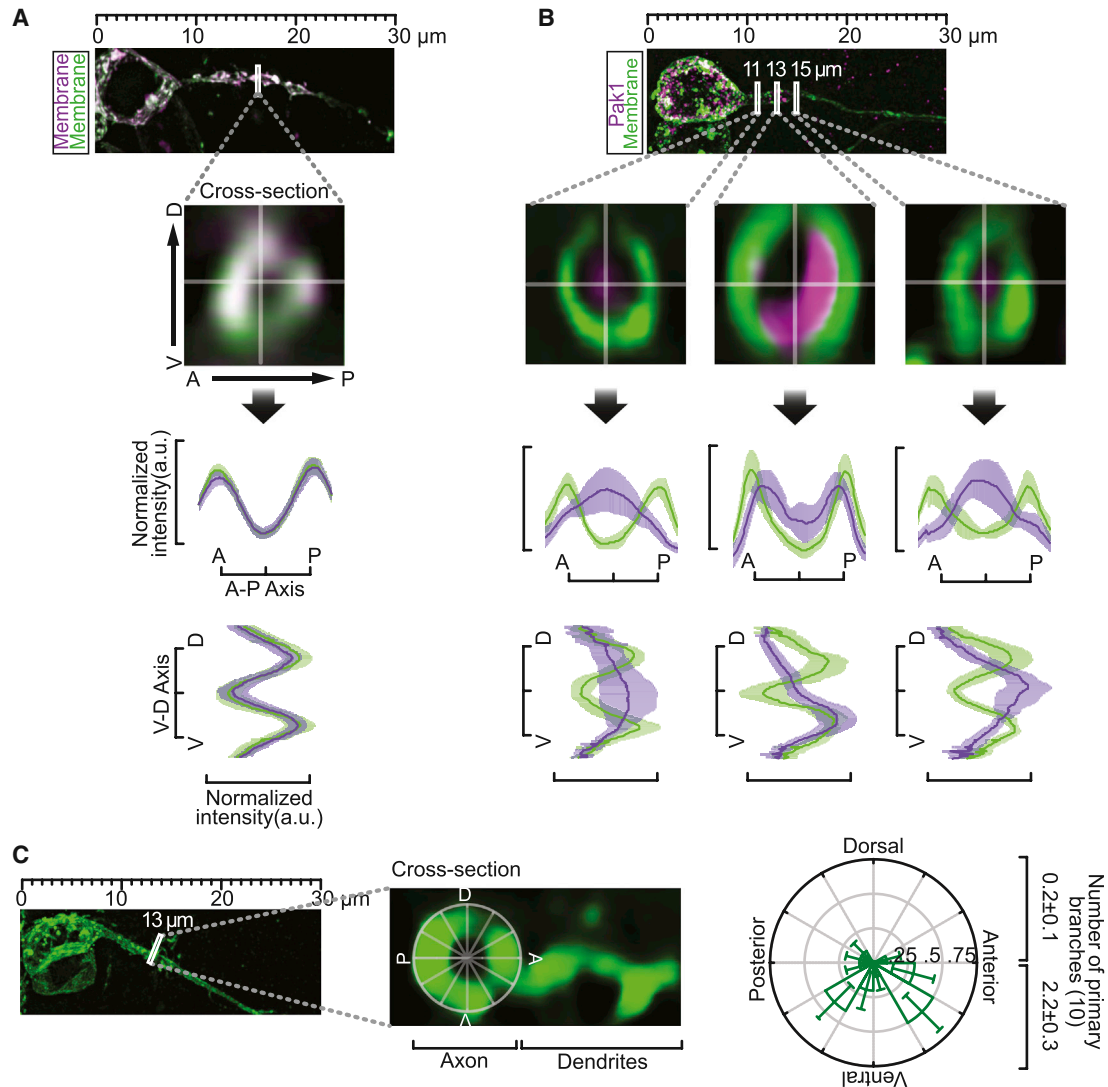 A
0 10 20 30 μm
Membrane
Membrane
Cross-section
D
V
A P
Normalized
intensity(a.u.)
A P
A-P Axis
D
V-D Axis
V
Normalized
intensity(a.u.)
B
0 10 20 30 μm
Pak1
Membrane
11 13 15 μm
A P
A P
A P
D
V
D
V
D
V
C
0 10 20 30 μm
13 μm
Cross-section
D
P
A
V
Axon
Dendrites
Dorsal
Posterior
.25 .5 .75
Anterior
Ventral
Number of primary
branches (10)
0.2±0.1
2.2±0.3